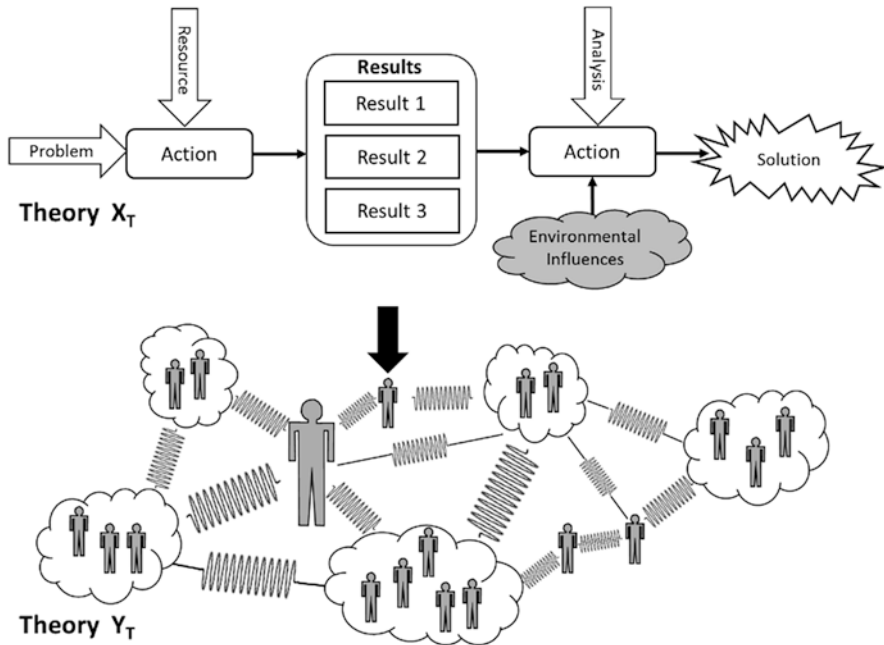 Resource
Analysis
Results
Result 1
Problem
Action
Result 2
Action
Solution
Result 3
Theory X_T
Environmental
Influences
Theory Y_T